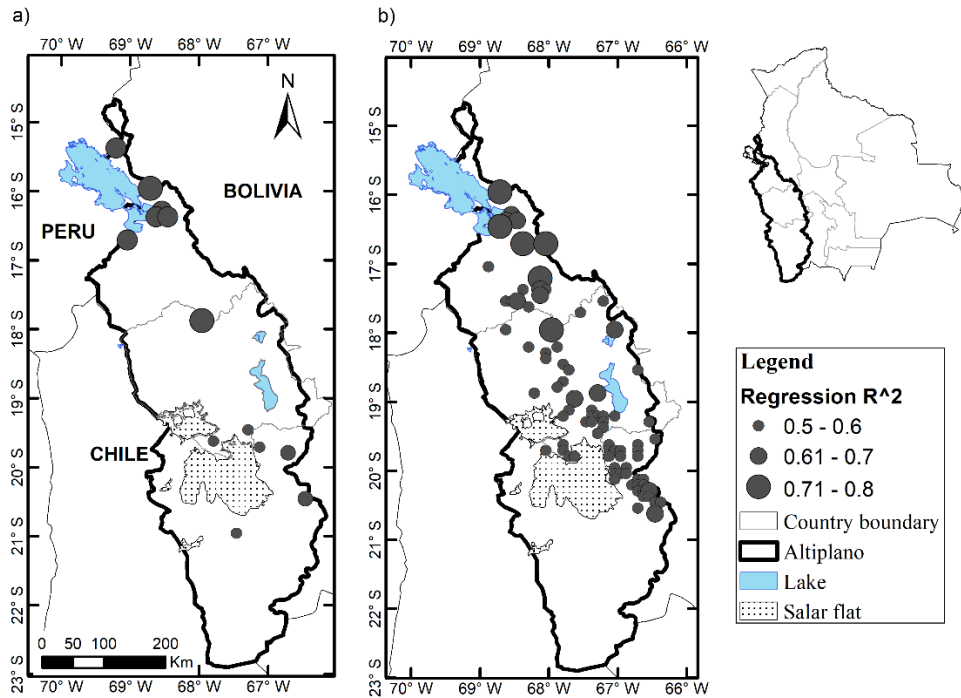 a)
b)
70° W 69° W 68° W 67° W
70° W 69° W 68° W 67° W 66° W
N
15° S
16° S
17° S
18° S
19° S
20° S
21° S
22° S
23° S
15° S
16° S
17° S
18° S
19° S
20° S
21° S
22° S
23° S
BOLIVIA
PERU
CHILE
0 50 100 200
Km
70° W 69° W 68° W 67° W
70° W 69° W 68° W 67° W 66° W
Legend
Regression R^2
0.5 - 0.6
0.61 - 0.7
0.71 - 0.8
Country boundary
Altiplano
Lake
Salar flat